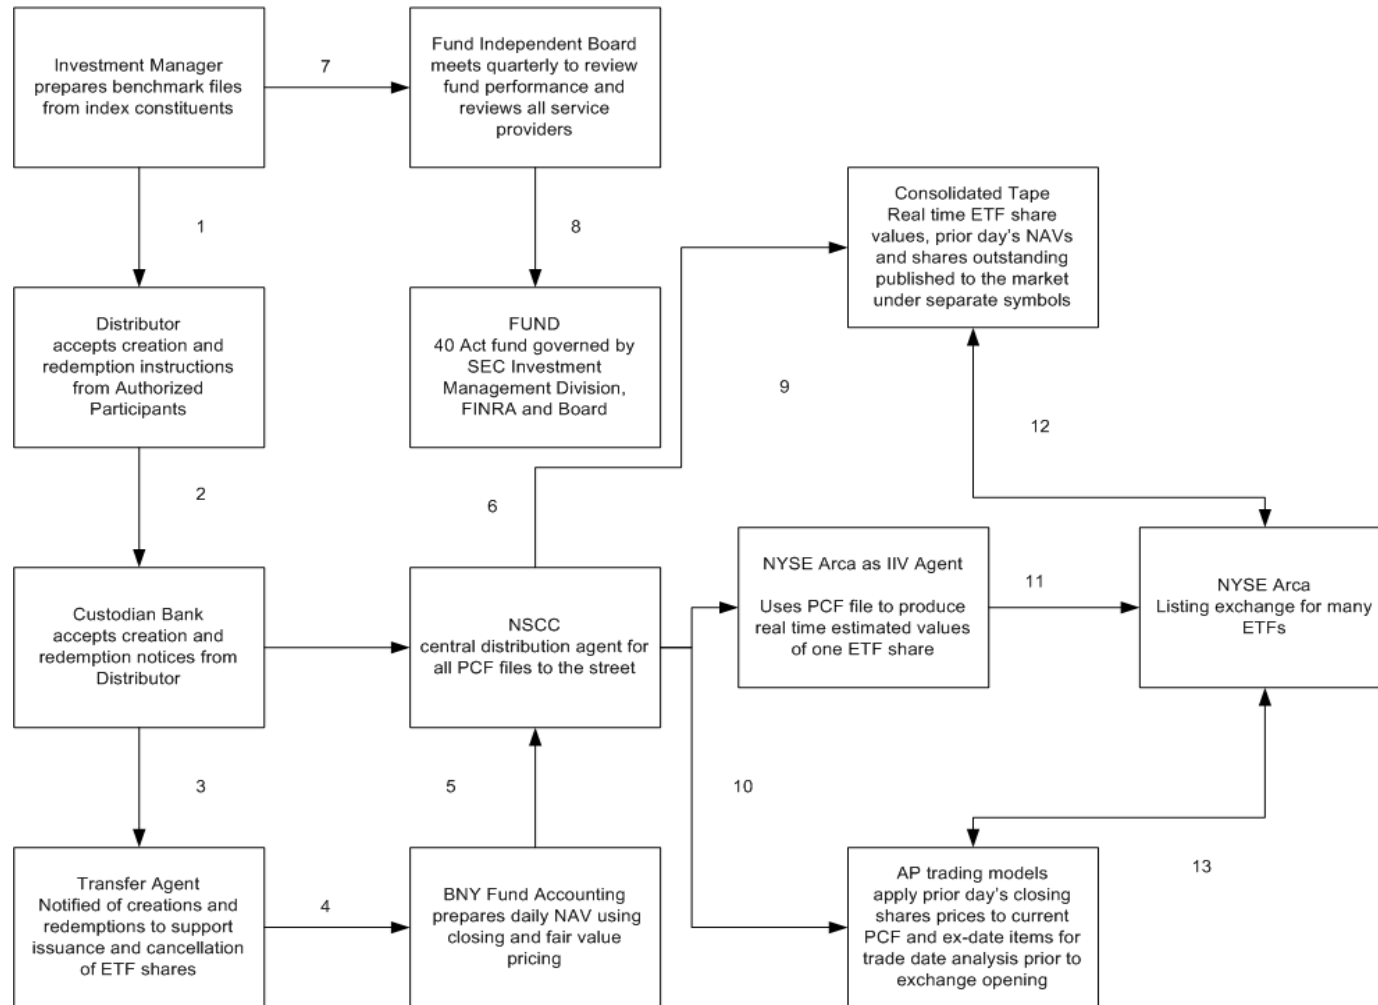 Investment Manager
prepares benchmark files
from index constituents
7
Fund Independent Board
meets quarterly to review
fund performance and
reviews all service
providers
1
8
Consolidated Tape
Real time ETF share
values, prior day's NAVs
and shares outstanding
published to the market
under separate symbols
Distributor
accepts creation and
redemption instructions
from Authorized
Participants
FUND
40 Act fund governed by
SEC Investment
Management Division,
FINRA and Board
9
12
2
6
Custodian Bank
accepts creation and
redemption notices from
Distributor
NSCC
central distribution agent for
all PCF files to the street
NYSE Arca as IIV Agent
Uses PCF file to produce
real time estimated values
of one ETF share
11
NYSE Arca
Listing exchange for many
ETFs
3
5
10
13
Transfer Agent
Notified of creations and
redemptions to support
issuance and cancellation
of ETF shares
4
BNY Fund Accounting
prepares daily NAV using
closing and fair value
pricing
AP trading models
apply prior day's closing
shares prices to current
PCF and ex-date items for
trade date analysis prior to
exchange opening